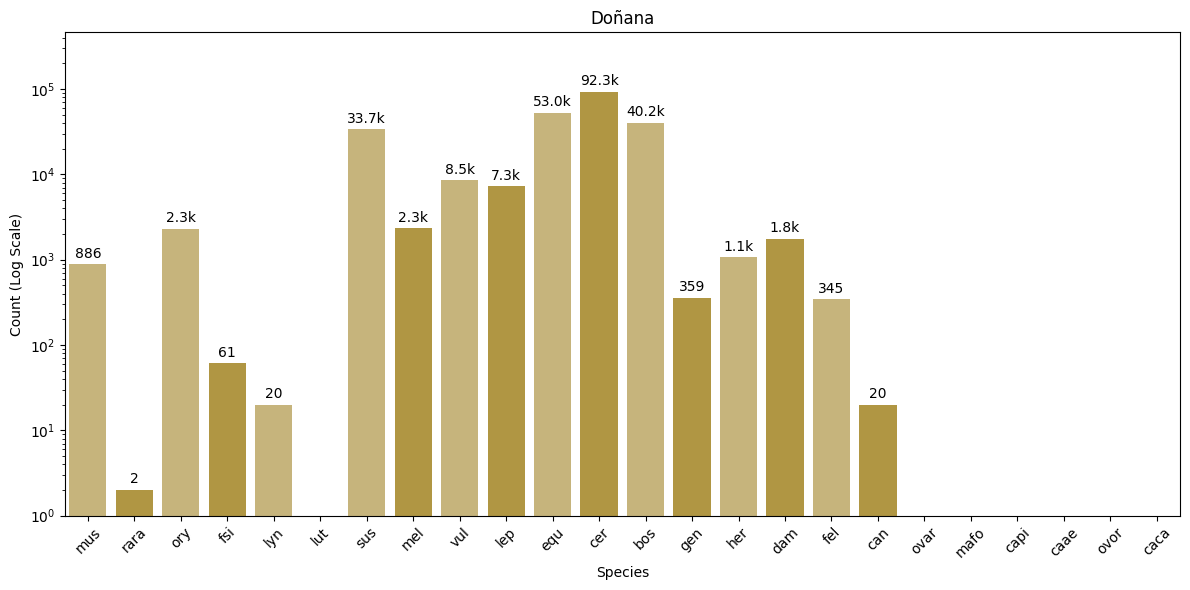 Doñana
Count (Log Scale)
10^5
10^4
10^3
10^2
10^1
10^0
886
2
2.3k
61
20
33.7k
2.3k
8.5k
7.3k
53.0k
92.3k
40.2k
359
1.1k
1.8k
345
20
mus rara ory fsi lyn lut sus mel vul lep equ cer bos gen her dam fel can ovar mafo capi caae ovor caca
Species